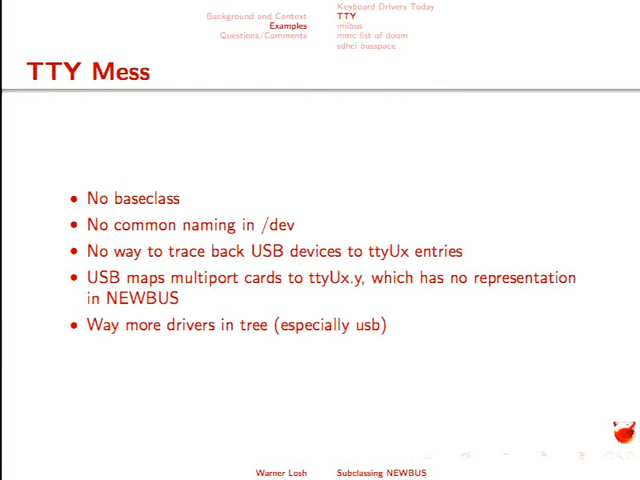 Keyboard Drivers Today
Background and Context TTY
Examples miibus
Questions/Comments mmc list of doom
sdhci busspace
TTY Mess
• No baseclass
• No common naming in /dev
• No way to trace back USB devices to ttyUx entries
• USB maps multiport cards to ttyUx.y, which has no representation
in NEWBUS
• Way more drivers in tree (especially usb)
Warner Losh Subclassing NEWBUS